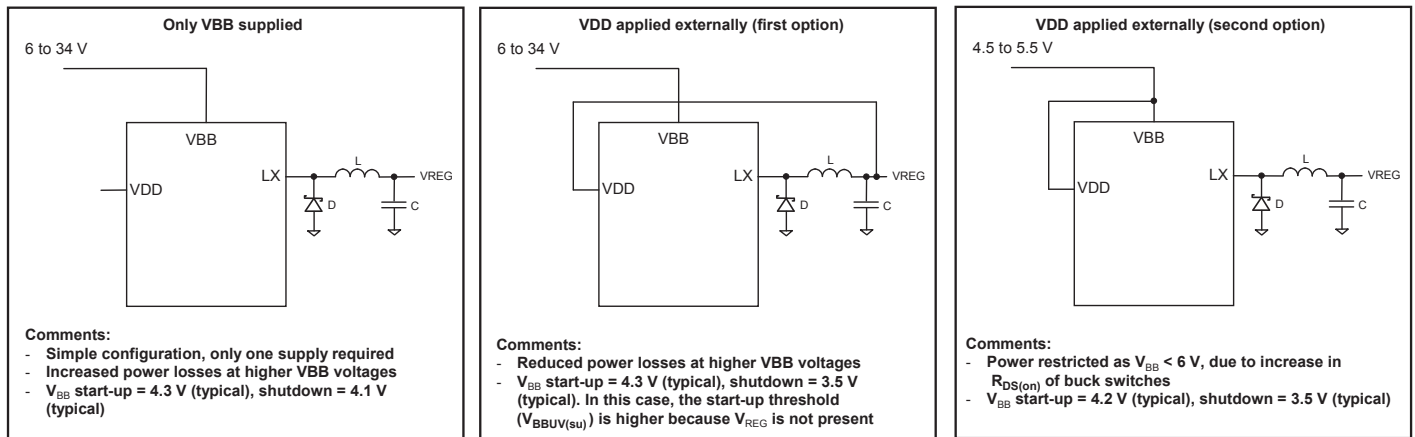 Only VBB supplied
6 to 34 V
VBB
VDD
LX
L
VREG
D
C
Comments:
- Simple configuration, only one supply required
- Increased power losses at higher VBB voltages
- VBB start-up = 4.3 V (typical), shutdown = 4.1 V
(typical)
VDD applied externally (first option)
6 to 34 V
VBB
VDD
LX
L
VREG
D
C
Comments:
- Reduced power losses at higher VBB voltages
- VBB start-up = 4.3 V (typical), shutdown = 3.5 V
(typical). In this case, the start-up threshold
(VBBUV(su)) is higher because VREG is not present
VDD applied externally (second option)
4.5 to 5.5 V
VBB
VDD
LX
L
VREG
D
C
Comments:
- Power restricted as VBB < 6 V, due to increase in
RDS(on) of buck switches
- VBB start-up = 4.2 V (typical), shutdown = 3.5 V (typical)